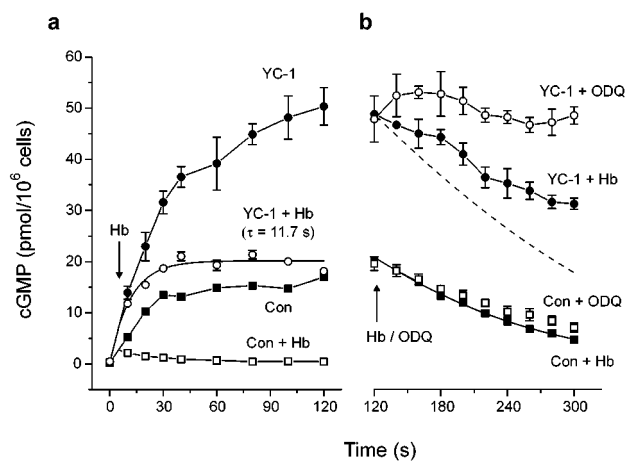 a
b
cGMP (pmol/10⁶ cells)
60
50
40
30
20
10
0
YC-1
Hb
YC-1 + Hb
(τ = 11.7 s)
Con
Con + Hb
0 30 60 90 120
YC-1 + ODQ
YC-1 + Hb
Con + ODQ
Hb / ODQ
Con + Hb
120 180 240 300
Time (s)